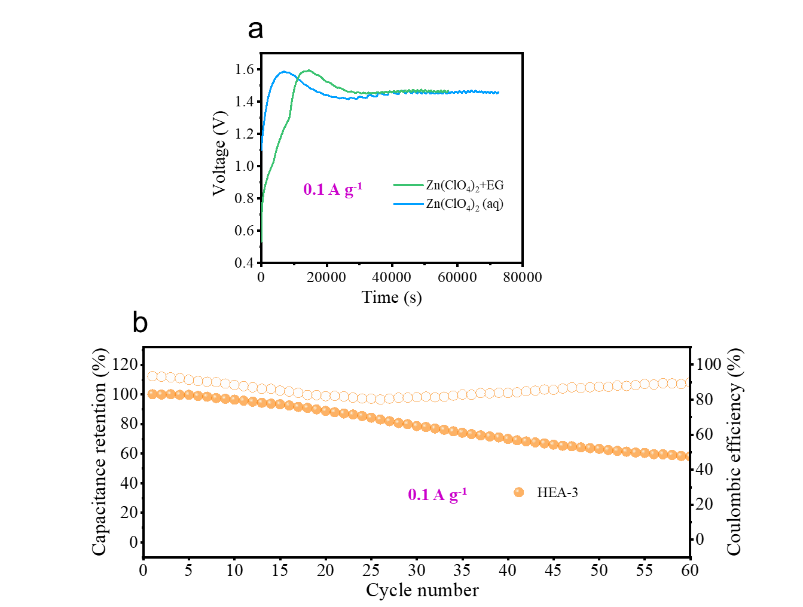 a
Voltage (V)
1.6
1.4
1.2
1.0
0.8
0.6
0.4
0.1 A g⁻¹
Zn(ClO₄)₂+EG
Zn(ClO₄)₂ (aq)
0 20000 40000 60000 80000
Time (s)
b
Capacitance retention (%)
120
100
80
60
40
20
0
0.1 A g⁻¹
HEA-3
100
80
60
40
20
0
Coulombic efficiency (%)
0 5 10 15 20 25 30 35 40 45 50 55 60
Cycle number